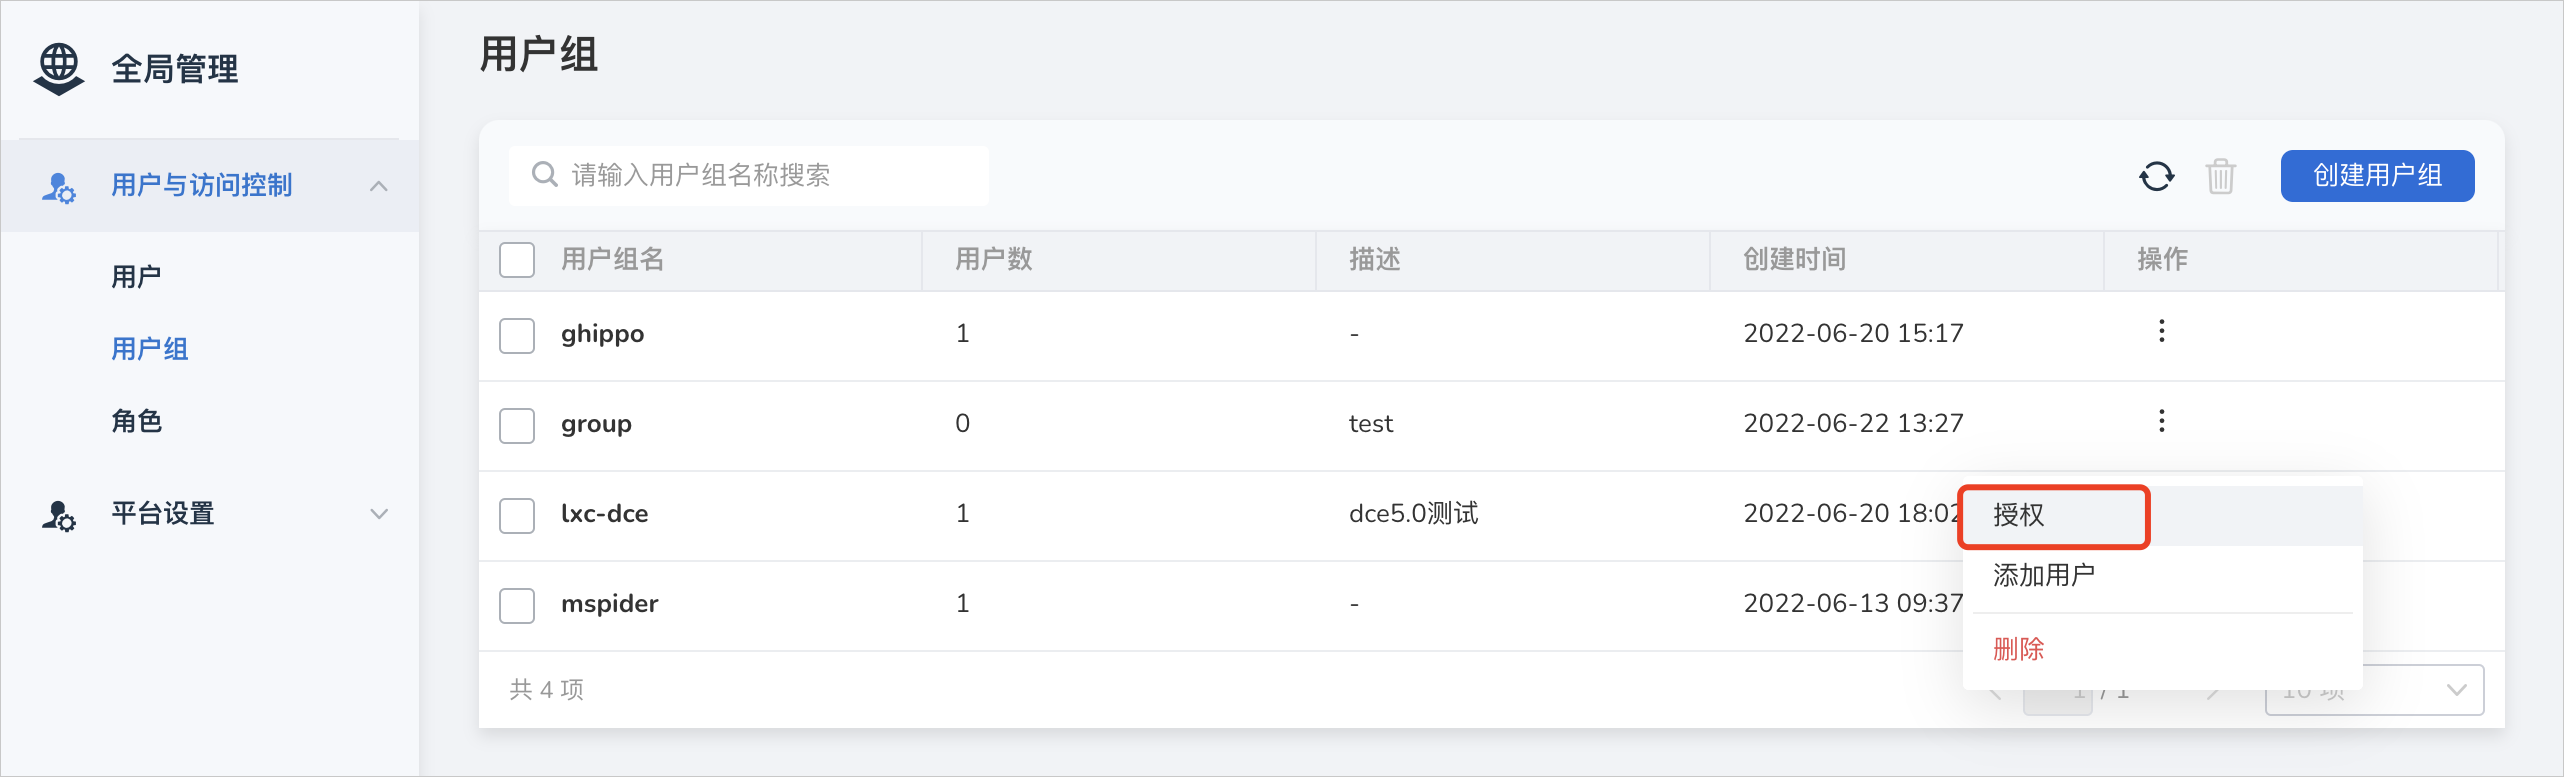 全局管理
用户与访问控制
用户
用户组
角色
平台设置
用户组
请输入用户组名称搜索
创建用户组
用户组名 用户数 描述 创建时间 操作
ghippo 1 - 2022-06-20 15:17
group 0 test 2022-06-22 13:27
lxc-dce 1 dce5.0测试 2022-06-20 18:02
mspider 1 - 2022-06-13 09:37
授权
添加用户
删除
共 4 项
1 / 1
10 项